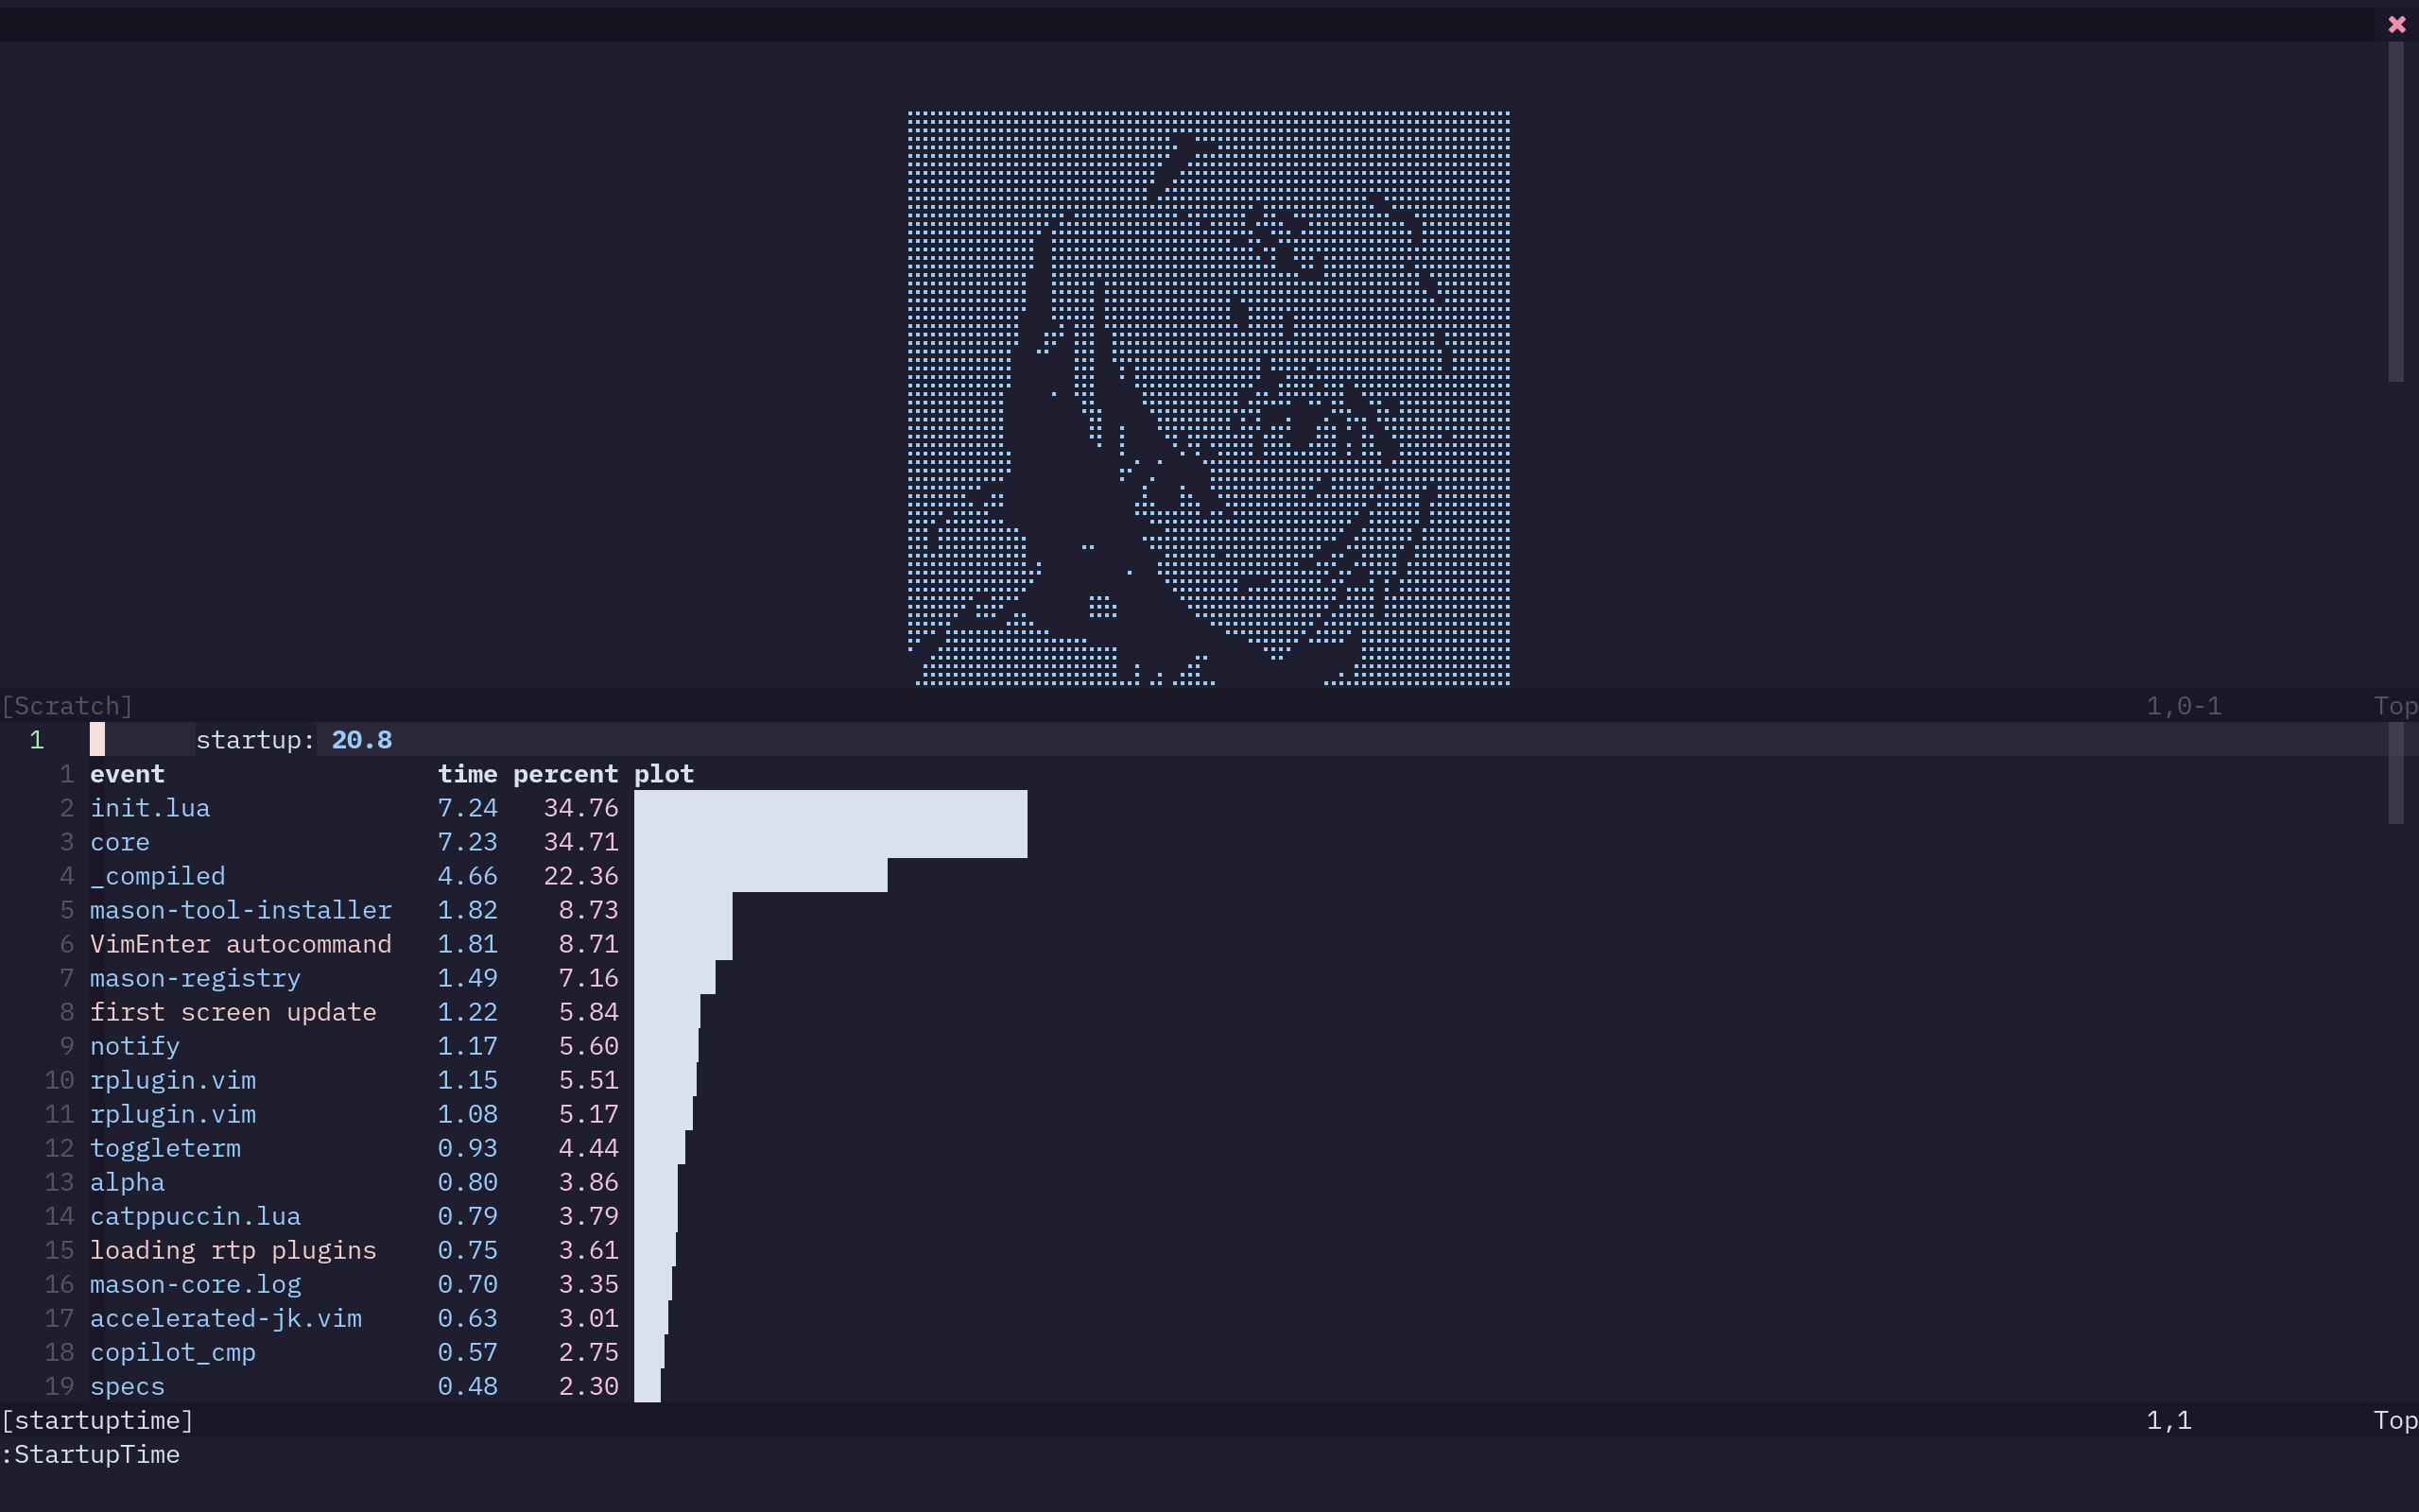 ✖
[Scratch] 1,0-1 Top
1 startup: 20.8
1 event time percent plot
2 init.lua 7.24 34.76
3 core 7.23 34.71
4 _compiled 4.66 22.36
5 mason-tool-installer 1.82 8.73
6 VimEnter autocommand 1.81 8.71
7 mason-registry 1.49 7.16
8 first screen update 1.22 5.84
9 notify 1.17 5.60
10 rplugin.vim 1.15 5.51
11 rplugin.vim 1.08 5.17
12 toggleterm 0.93 4.44
13 alpha 0.80 3.86
14 catppuccin.lua 0.79 3.79
15 loading rtp plugins 0.75 3.61
16 mason-core.log 0.70 3.35
17 accelerated-jk.vim 0.63 3.01
18 copilot_cmp 0.57 2.75
19 specs 0.48 2.30
[startuptime] 1,1 Top
:StartupTime